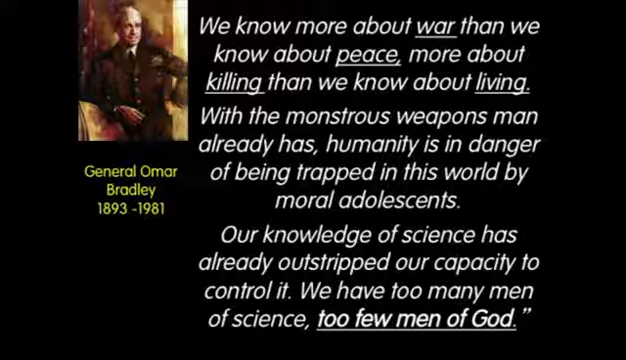 We know more about war than we
know about peace, more about
killing than we know about living.
With the monstrous weapons man
already has, humanity is in danger
of being trapped in this world by
moral adolescents.
Our knowledge of science has
already outstripped our capacity to
control it. We have too many men
of science, too few men of God.”
General Omar
Bradley
1893 -1981